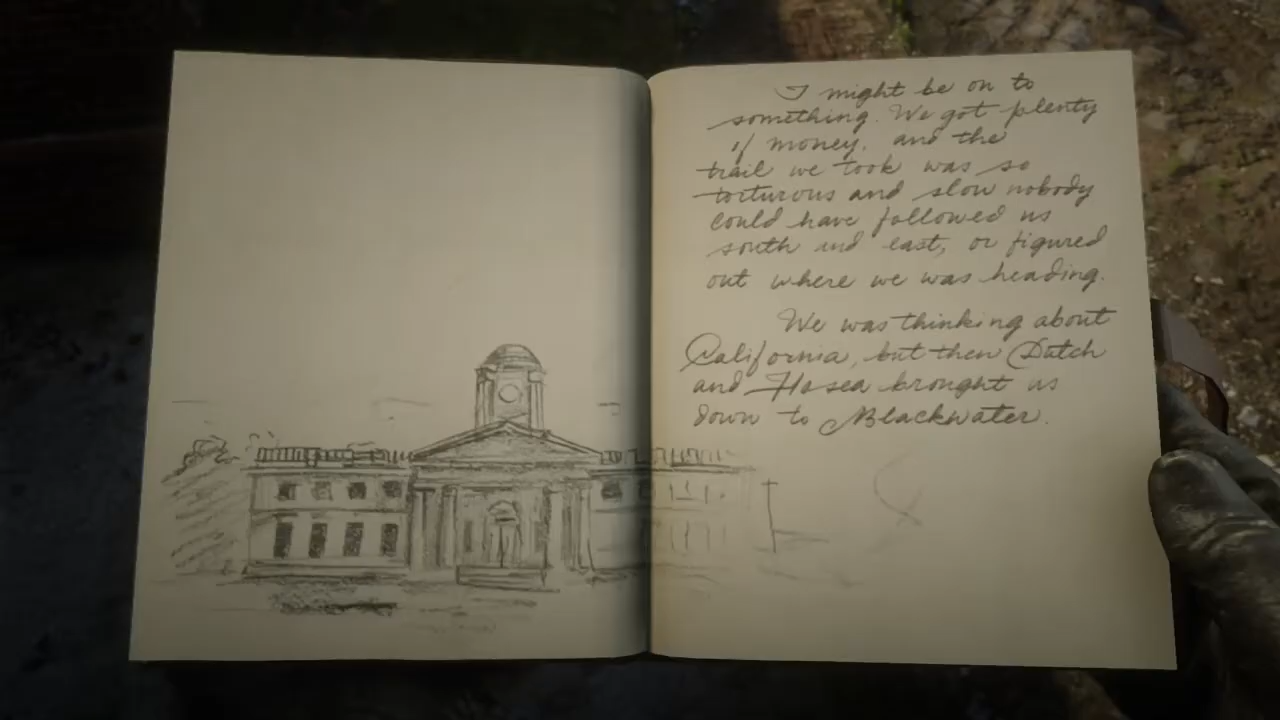 I might be on to
something. We got plenty
of money, and the
trail we took was so
torturous and slow nobody
could have followed us
south and east, or figured
out where we was heading.
We was thinking about
California, but then Dutch
and Hosea brought us
down to Blackwater.